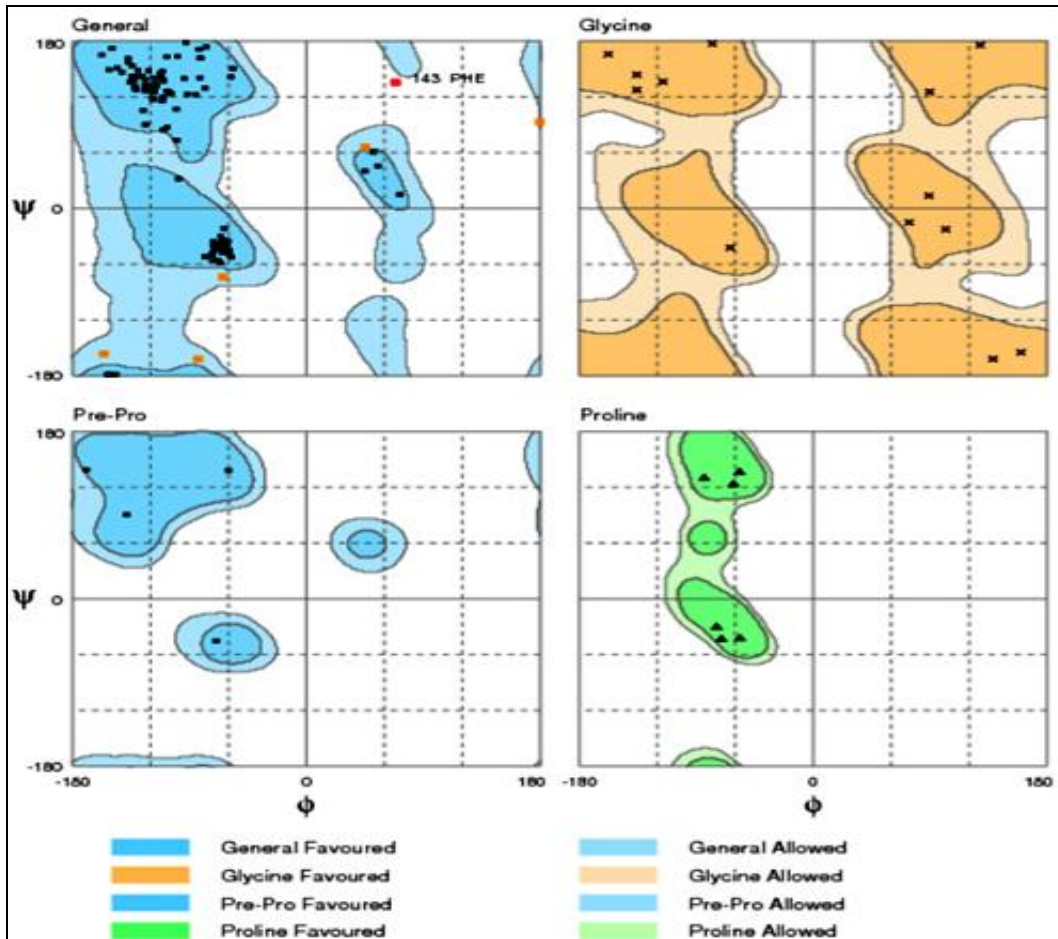 General
Glycine
180
143 PHE
ψ
0
-180
Pre-Pro
Proline
180
ψ
0
-180
-180
0
180
-180
0
180
ϕ
ϕ
General Favoured
General Allowed
Glycine Favoured
Glycine Allowed
Pre-Pro Favoured
Pre-Pro Allowed
Proline Favoured
Proline Allowed